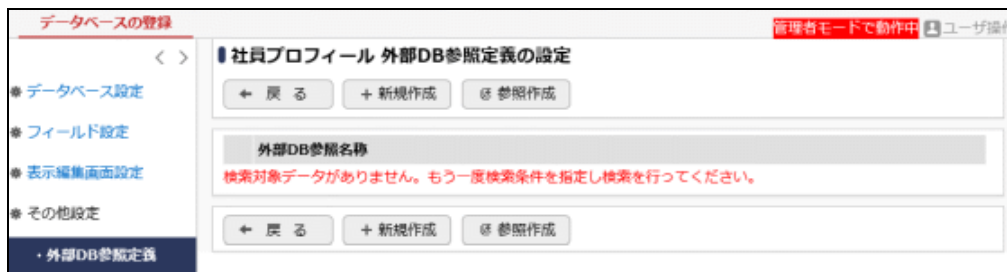 データベースの登録
管理者モードで動作中 ユーザ操
< >
社員プロフィール 外部DB参照定義の設定
← 戻 る + 新規作成 参照作成
データベース設定
フィールド設定
表示編集画面設定
その他設定
・外部DB参照定義
外部DB参照名称
検索対象データがありません。もう一度検索条件を指定し検索を行ってください。
← 戻 る + 新規作成 参照作成